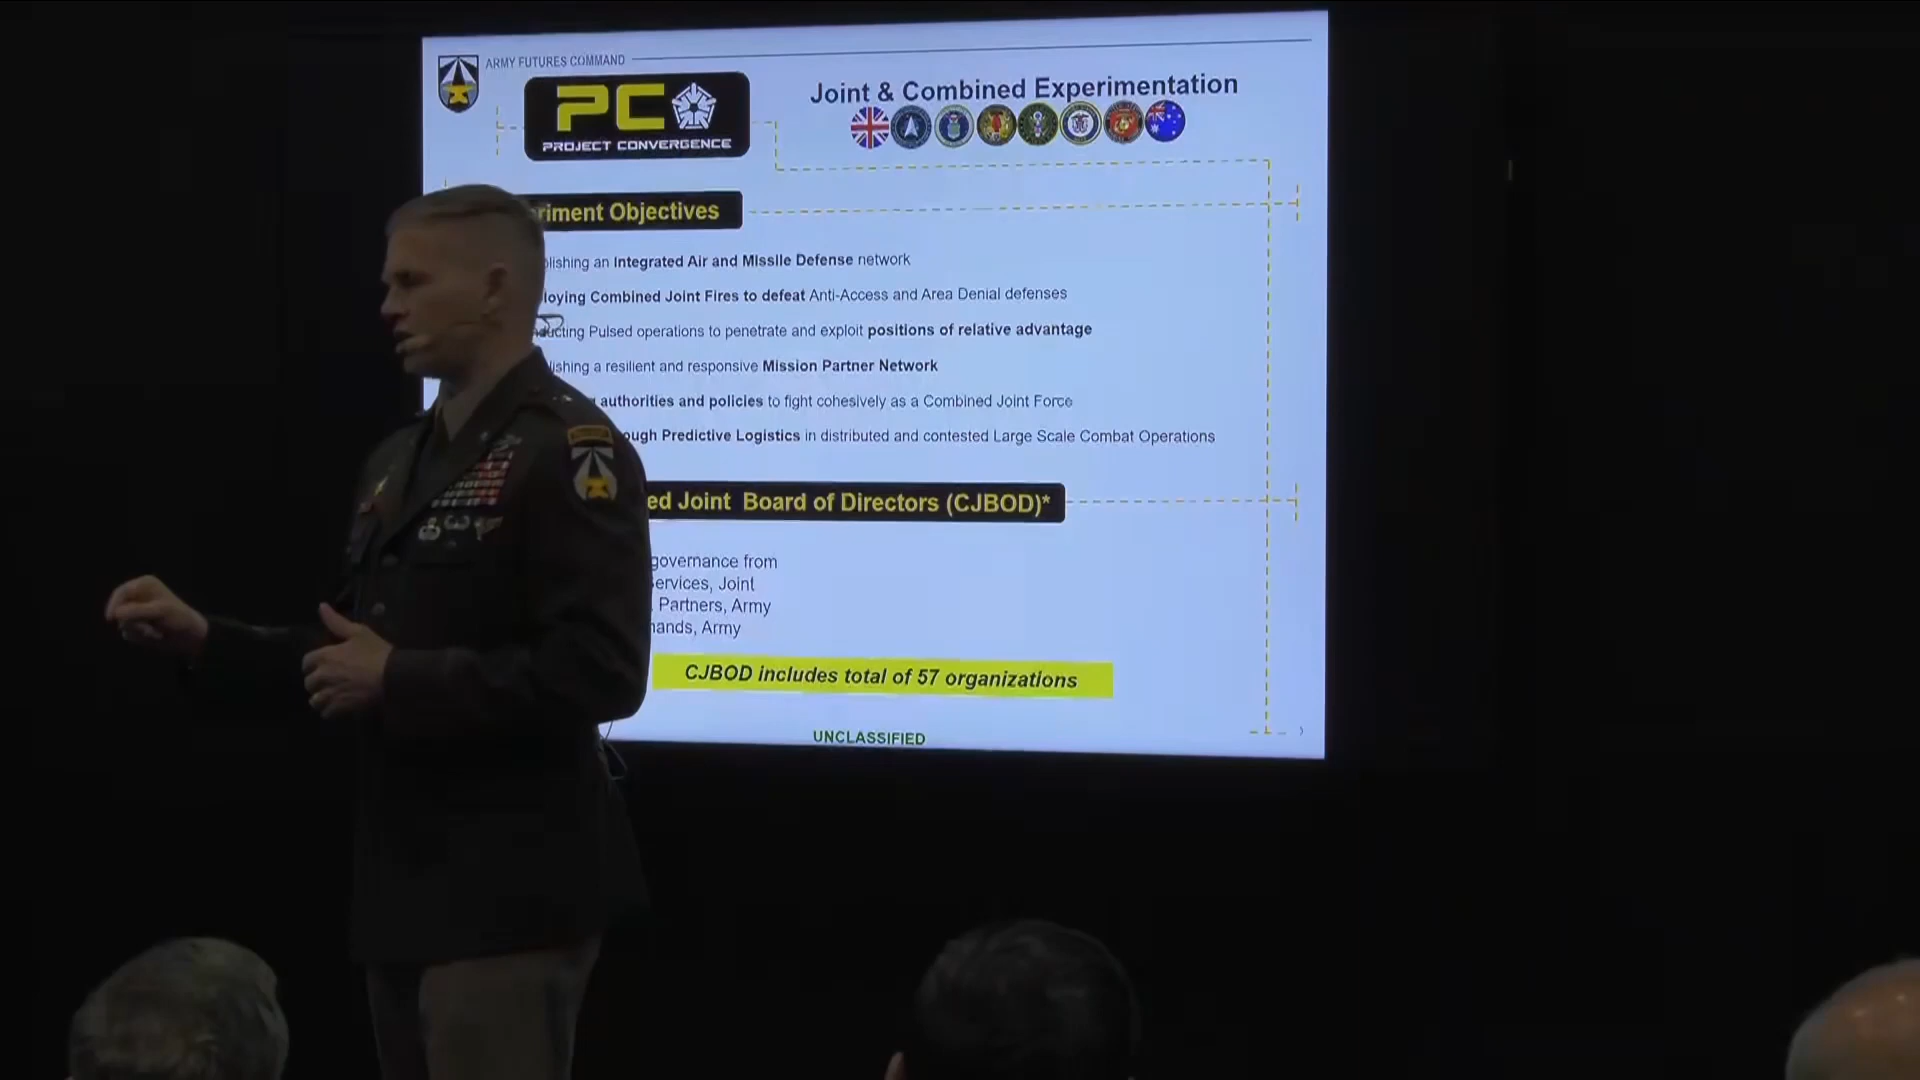 ARMY FUTURES COMMAND
PC
PROJECT CONVERGENCE
Joint & Combined Experimentation
riment Objectives
lishing an Integrated Air and Missile Defense network
loying Combined Joint Fires to defeat Anti-Access and Area Denial defenses
ducting Pulsed operations to penetrate and exploit positions of relative advantage
lishing a resilient and responsive Mission Partner Network
authorities and policies to fight cohesively as a Combined Joint Force
ough Predictive Logistics in distributed and contested Large Scale Combat Operations
ed Joint Board of Directors (CJBOD)*
governance from
ervices, Joint
Partners, Army
ands, Army
CJBOD includes total of 57 organizations
UNCLASSIFIED